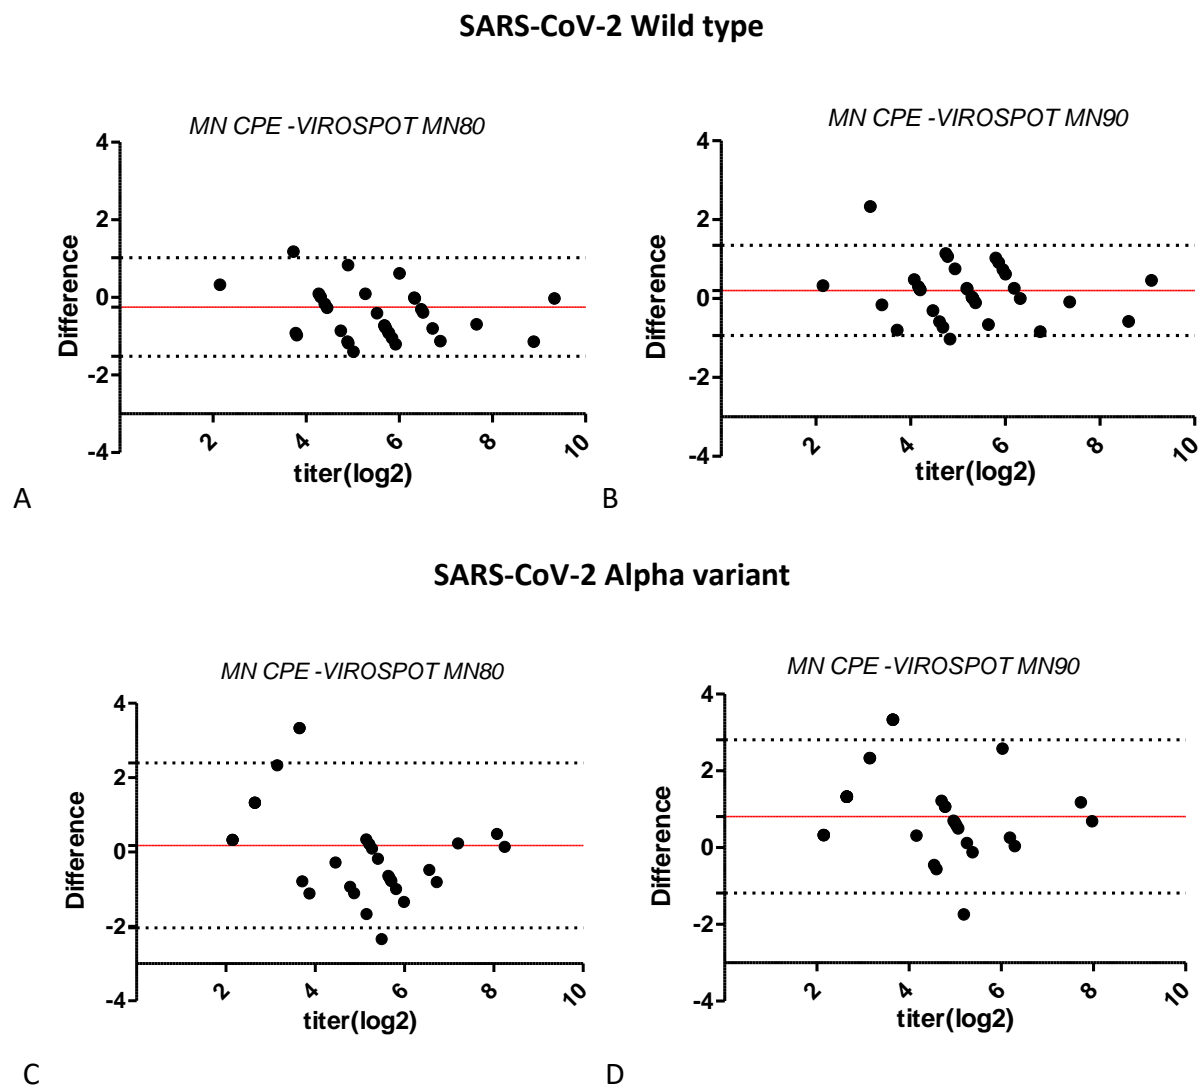 SARS-CoV-2 Wild type
MN CPE -VIROSPOT MN80
4
2
0
-2
-4
Difference
2
4
6
8
10
titer(log2)
A
MN CPE -VIROSPOT MN90
4
2
0
-2
-4
Difference
2
4
6
8
10
titer(log2)
B
SARS-CoV-2 Alpha variant
MN CPE -VIROSPOT MN80
4
2
0
-2
-4
Difference
2
4
6
8
10
titer(log2)
C
MN CPE -VIROSPOT MN90
4
2
0
-2
-4
Difference
2
4
6
8
10
titer(log2)
D